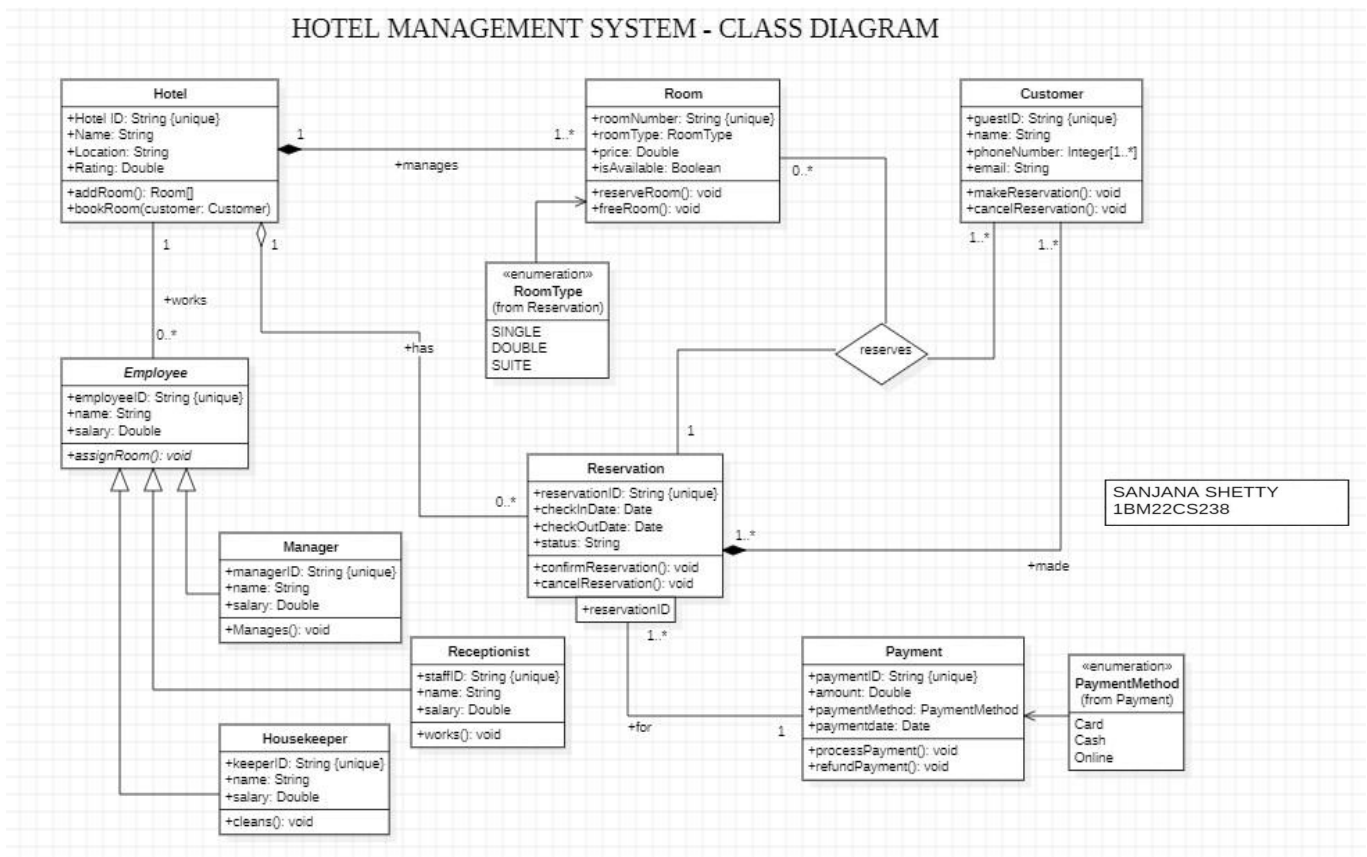 HOTEL MANAGEMENT SYSTEM - CLASS DIAGRAM
Hotel
+Hotel ID: String {unique}
+Name: String
+Location: String
+Rating: Double
+addRoom(): Room[]
+bookRoom(customer: Customer)
1
1..*
+manages
Room
+roomNumber: String {unique}
+roomType: RoomType
+price: Double
+isAvailable: Boolean
+reserveRoom(): void
+freeRoom(): void
0..*
Customer
+guestID: String {unique}
+name: String
+phoneNumber: Integer[1..*]
+email: String
+makeReservation(): void
+cancelReservation(): void
1..*
1..*
1
1
+works
0..*
+has
«enumeration»
RoomType
(from Reservation)
SINGLE
DOUBLE
SUITE
reserves
Employee
+employeeID: String {unique}
+name: String
+salary: Double
+assignRoom(): void
1
0..*
Reservation
+reservationID: String {unique}
+checkInDate: Date
+checkOutDate: Date
+status: String
+confirmReservation(): void
+cancelReservation(): void
+reservationID
1..*
+made
1..*
SANJANA SHETTY
1BM22CS238
Manager
+managerID: String {unique}
+name: String
+salary: Double
+Manages(): void
Receptionist
+staffID: String {unique}
+name: String
+salary: Double
+works(): void
+for
1
Payment
+paymentID: String {unique}
+amount: Double
+paymentMethod: PaymentMethod
+paymentdate: Date
+processPayment(): void
+refundPayment(): void
«enumeration»
PaymentMethod
(from Payment)
Card
Cash
Online
Housekeeper
+keeperID: String {unique}
+name: String
+salary: Double
+cleans(): void